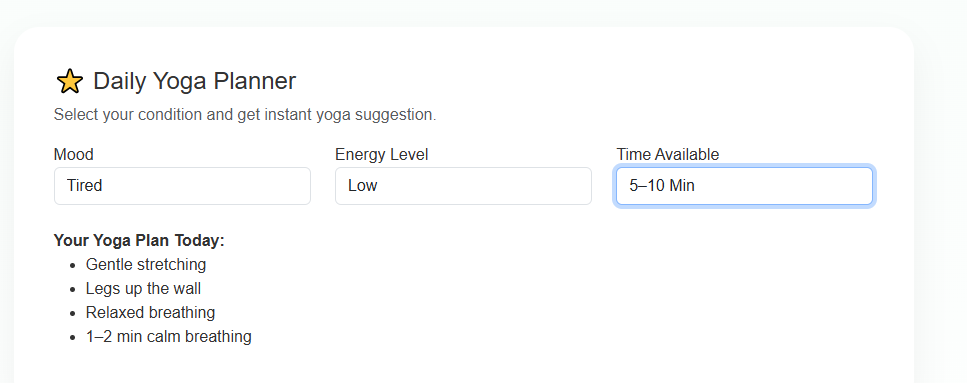 Daily Yoga Planner
Select your condition and get instant yoga suggestion.
Mood Energy Level Time Available
Tired Low 5–10 Min
Your Yoga Plan Today:
• Gentle stretching
• Legs up the wall
• Relaxed breathing
• 1–2 min calm breathing